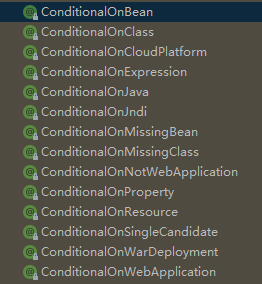 ConditionalOnBean
ConditionalOnClass
ConditionalOnCloudPlatform
ConditionalOnExpression
ConditionalOnJava
ConditionalOnJndi
ConditionalOnMissingBean
ConditionalOnMissingClass
ConditionalOnNotWebApplication
ConditionalOnProperty
ConditionalOnResource
ConditionalOnSingleCandidate
ConditionalOnWarDeployment
ConditionalOnWebApplication